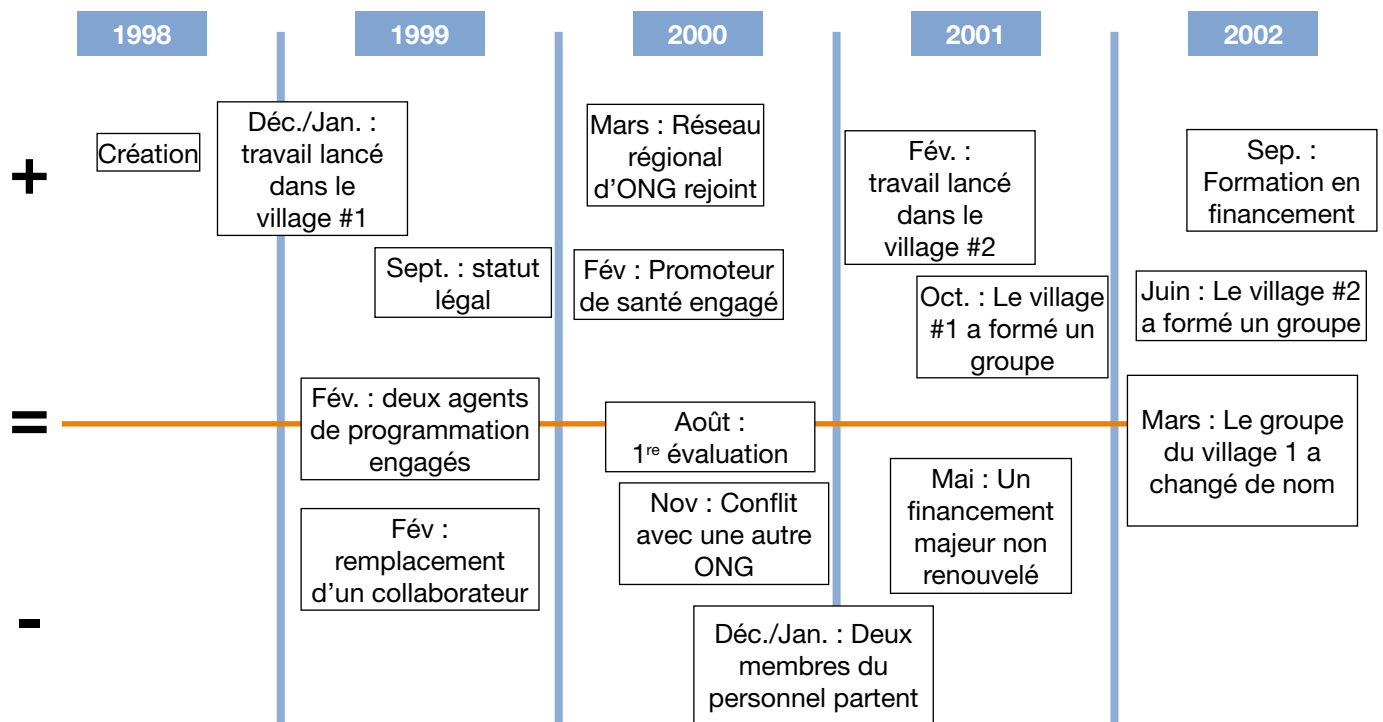 1998
1999
2000
2001
2002
+
Création
Déc./Jan. :
travail lancé
dans le
village #1
Mars : Réseau
régional
d’ONG rejoint
Fév. :
travail lancé
dans le
village #2
Sep. :
Formation en
financement
Sept. : statut
légal
Fév : Promoteur
de santé engagé
Oct. : Le village
#1 a formé un
groupe
Juin : Le village #2
a formé un groupe
=
Fév. : deux agents
de programmation
engagés
Août :
1re évaluation
Mars : Le groupe
du village 1 a
changé de nom
Fév :
remplacement
d’un collaborateur
Nov : Conflit
avec une autre
ONG
Mai : Un
financement
majeur non
renouvelé
-
Déc./Jan. : Deux
membres du
personnel partent